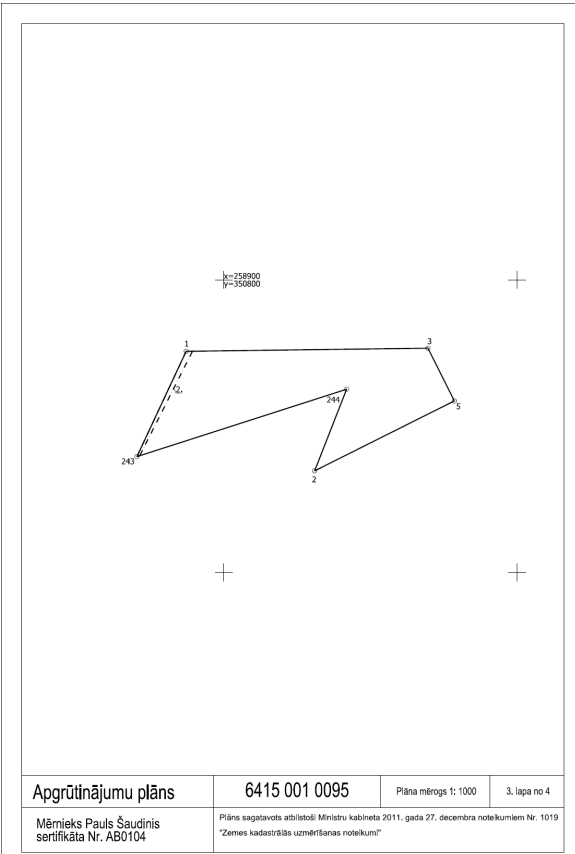 x=258900
y=350800
1
3
2,
244
5
243
2
Apgrūtinājumu plāns
6415 001 0095
Plāna mērogs 1: 1000
3. lapa no 4
Mērnieks Pauls Šaudinis
sertifikāta Nr. AB0104
Plāns sagatavots atbilstoši Ministru kabineta 2011. gada 27. decembra noteikumiem Nr. 1019
"Zemes kadastrālās uzmērīšanas noteikumi"